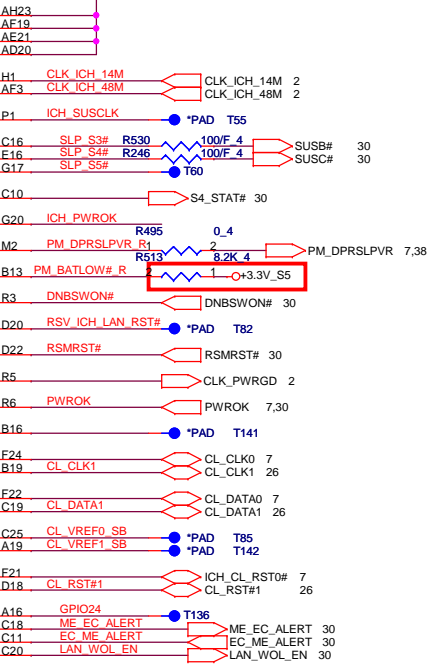 AH23
AF19
AE21
AD20
H1 CLK_ICH_14M CLK_ICH_14M 2
AF3 CLK_ICH_48M CLK_ICH_48M 2
P1 ICH_SUSCLK *PAD T55
C16 SLP_S3# R530 100/F_4 SUSB# 30
E16 SLP_S4# R246 100/F_4 SUSC# 30
G17 SLP_S5# T60
C10 S4_STAT# 30
G20 ICH_PWROK
R495 0_4
M2 PM_DPRSLPVR_R 1 2 PM_DPRSLPVR 7,38
R513 8.2K_4
B13 PM_BATLOW#_R 2 1 +3.3V_S5
R3 DNBSWON# DNBSWON# 30
D20 RSV_ICH_LAN_RST# *PAD T82
D22 RSMRST# RSMRST# 30
R5 CLK_PWRGD 2
R6 PWROK PWROK 7,30
B16 *PAD T141
F24 CL_CLK0 7
B19 CL_CLK1 CL_CLK1 26
F22 CL_DATA0 7
C19 CL_DATA1 CL_DATA1 26
C25 CL_VREF0_SB *PAD T85
A19 CL_VREF1_SB *PAD T142
F21 ICH_CL_RST0# 7
D18 CL_RST#1 CL_RST#1 26
A16 GPIO24 T136
C18 ME_EC_ALERT ME_EC_ALERT 30
C11 EC_ME_ALERT EC_ME_ALERT 30
C20 LAN_WOL_EN LAN_WOL_EN 30